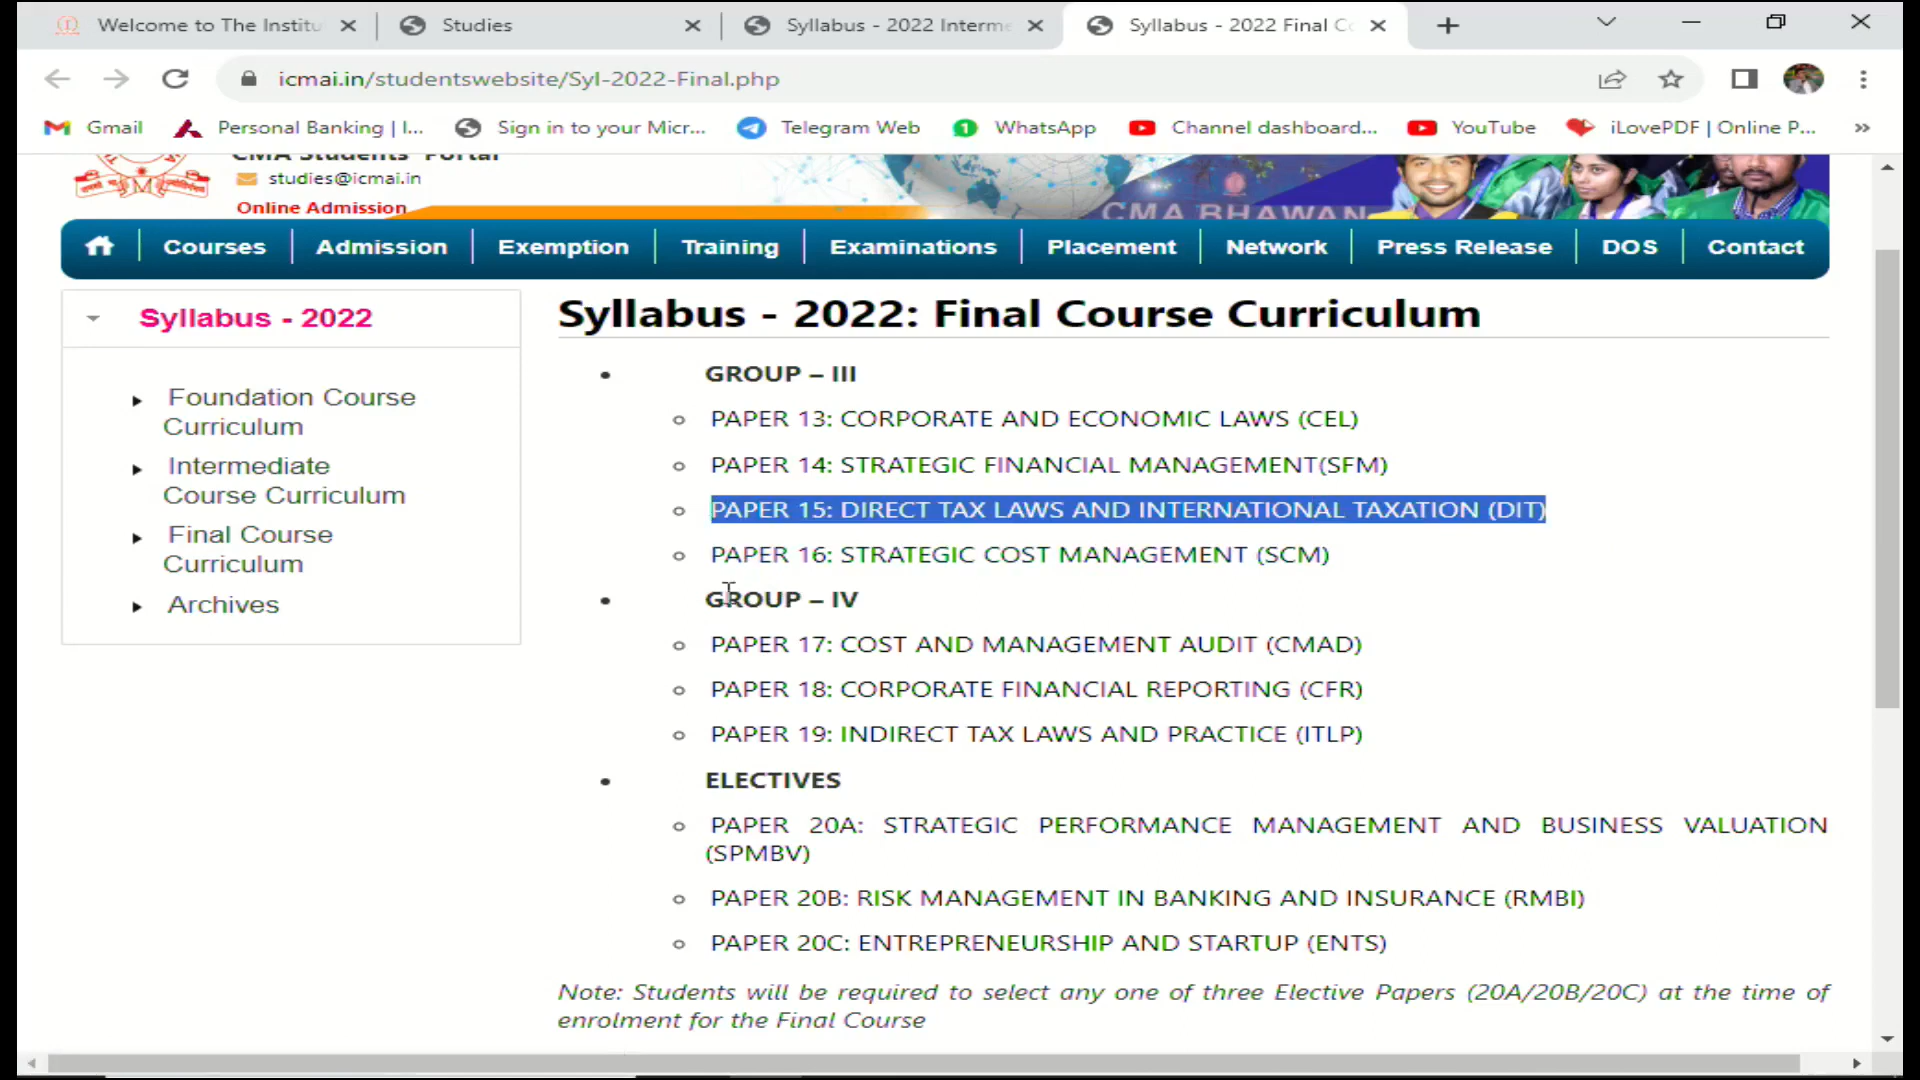 Welcome to The Institu
Studies
Syllabus - 2022 Interme
Syllabus - 2022 Final C
icmai.in/studentswebsite/Syl-2022-Final.php
Gmail
Personal Banking | I...
Sign in to your Micr...
Telegram Web
WhatsApp
Channel dashboard...
YouTube
iLovePDF | Online P...
CMA Students' Portal
studies@icmai.in
Online Admission
CMA BHAWAN
Courses
Admission
Exemption
Training
Examinations
Placement
Network
Press Release
DOS
Contact
Syllabus - 2022
Foundation Course
Curriculum
Intermediate
Course Curriculum
Final Course
Curriculum
Archives
Syllabus - 2022: Final Course Curriculum
GROUP – III
PAPER 13: CORPORATE AND ECONOMIC LAWS (CEL)
PAPER 14: STRATEGIC FINANCIAL MANAGEMENT(SFM)
PAPER 15: DIRECT TAX LAWS AND INTERNATIONAL TAXATION (DIT)
PAPER 16: STRATEGIC COST MANAGEMENT (SCM)
GROUP – IV
PAPER 17: COST AND MANAGEMENT AUDIT (CMAD)
PAPER 18: CORPORATE FINANCIAL REPORTING (CFR)
PAPER 19: INDIRECT TAX LAWS AND PRACTICE (ITLP)
ELECTIVES
PAPER 20A: STRATEGIC PERFORMANCE MANAGEMENT AND BUSINESS VALUATION
(SPMBV)
PAPER 20B: RISK MANAGEMENT IN BANKING AND INSURANCE (RMBI)
PAPER 20C: ENTREPRENEURSHIP AND STARTUP (ENTS)
Note: Students will be required to select any one of three Elective Papers (20A/20B/20C) at the time of
enrolment for the Final Course